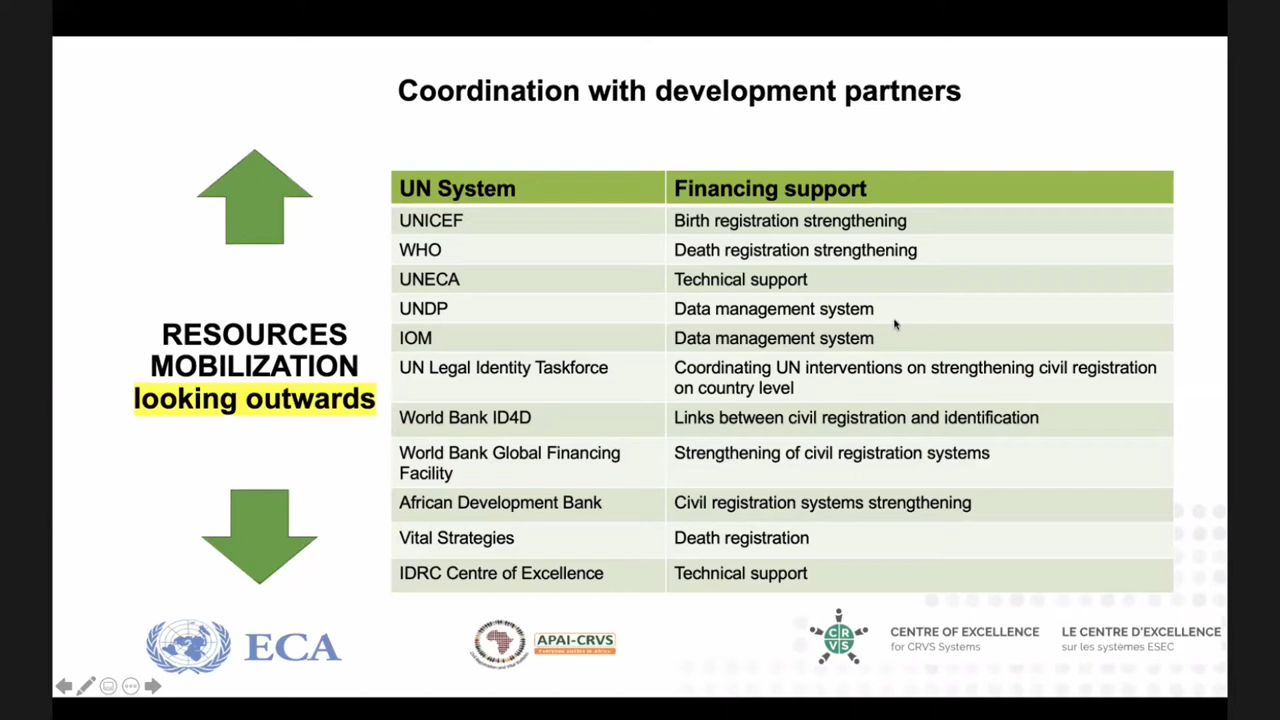 Coordination with development partners
RESOURCES
MOBILIZATION
looking outwards
UN System Financing support
UNICEF Birth registration strengthening
WHO Death registration strengthening
UNECA Technical support
UNDP Data management system
IOM Data management system
UN Legal Identity Taskforce Coordinating UN interventions on strengthening civil registration
on country level
World Bank ID4D Links between civil registration and identification
World Bank Global Financing Strengthening of civil registration systems
Facility
African Development Bank Civil registration systems strengthening
Vital Strategies Death registration
IDRC Centre of Excellence Technical support
ECA
APAI-CRVS
CRVS
CENTRE OF EXCELLENCE
for CRVS Systems
LE CENTRE D'EXCELLENCE
sur les systèmes ESEC